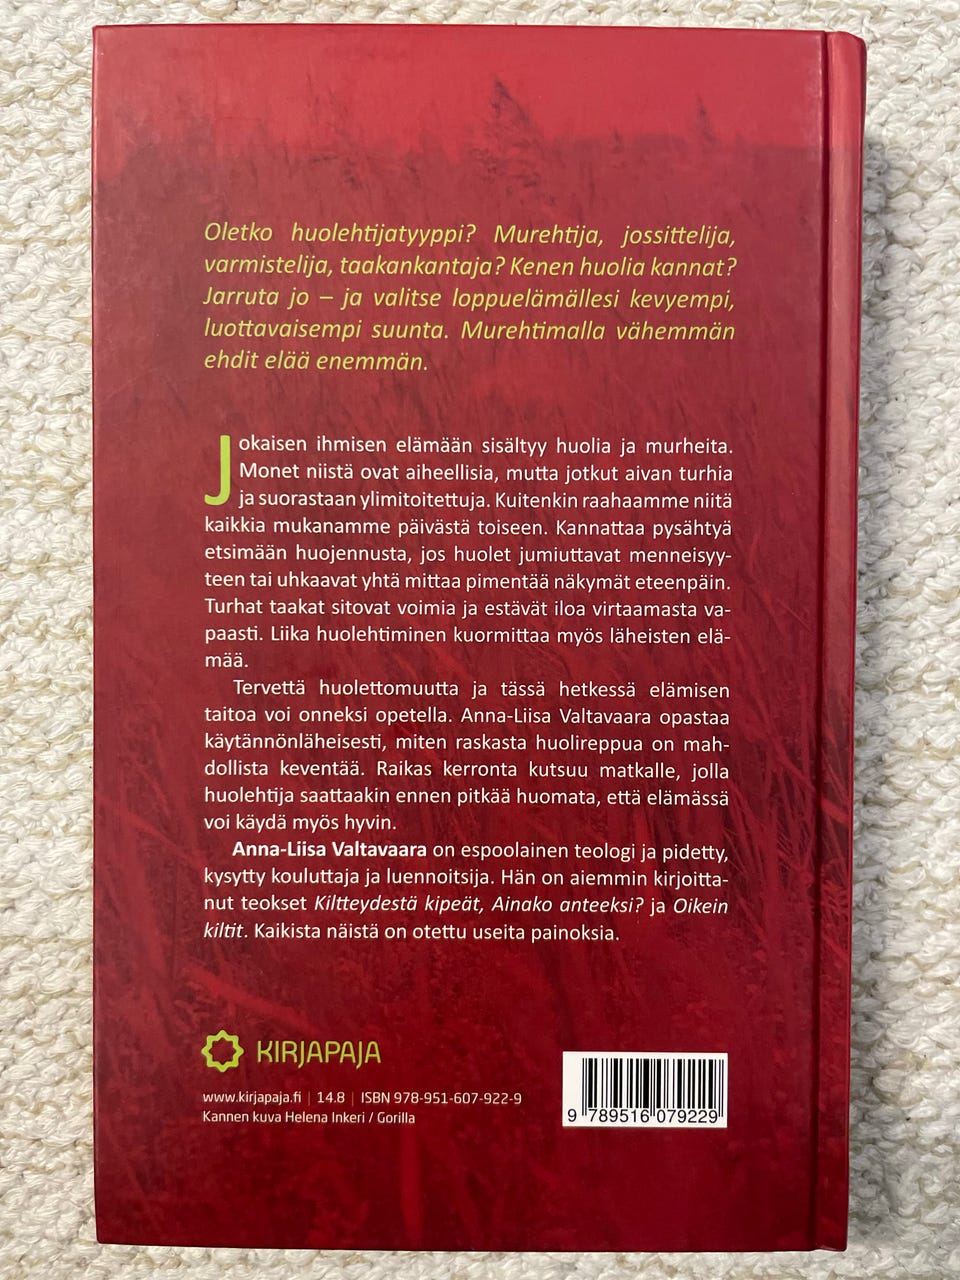 Oletko huolehtijatyyppi? Murehtija, jossittelija,
varmistelija, taakankantaja? Kenen huolia kannat?
Jarruta jo – ja valitse loppuelämällesi kevyempi,
luottavaisempi suunta. Murehtimalla vähemmän
ehdit elää enemmän.
Jokaisen ihmisen elämään sisältyy huolia ja murheita.
Monet niistä ovat aiheellisia, mutta jotkut aivan turhia
ja suorastaan ylimitoitettuja. Kuitenkin raahaamme niitä
kaikkia mukanamme päivästä toiseen. Kannattaa pysähtyä
etsimään huojennusta, jos huolet jumiuttavat menneisyy-
teen tai uhkaavat yhtä mittaa pimentää näkymät eteenpäin.
Turhat taakat sitovat voimia ja estävät iloa virtaamasta va-
paasti. Liika huolehtiminen kuormittaa myös läheisten elä-
mää.
Tervettä huolettomuutta ja tässä hetkessä elämisen
taitoa voi onneksi opetella. Anna-Liisa Valtavaara opastaa
käytännönläheisesti, miten raskasta huolireppua on mah-
dollista keventää. Raikas kerronta kutsuu matkalle, jolla
huolehtija saattaakin ennen pitkää huomata, että elämässä
voi käydä myös hyvin.
Anna-Liisa Valtavaara on espoolainen teologi ja pidetty,
kysytty kouluttaja ja luennoitsija. Hän on aiemmin kirjoitta-
nut teokset Kiltteydestä kipeät, Ainako anteeksi? ja Oikein
kiltit. Kaikista näistä on otettu useita painoksia.
KIRJAPAJA
www.kirjapaja.fi | 14.8 | ISBN 978-951-607-922-9
Kannen kuva Helena Inkeri / Gorilla
9 789516 079229